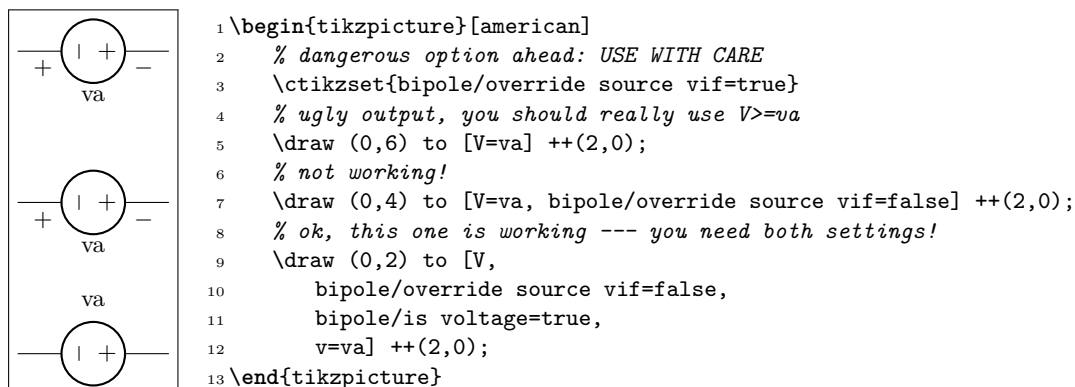 + −
va
+ −
va
va
1 \begin{tikzpicture}[american]
2 % dangerous option ahead: USE WITH CARE
3 \ctikzset{bipole/override source vif=true}
4 % ugly output, you should really use V>=va
5 \draw (0,6) to [V=va] ++(2,0);
6 % not working!
7 \draw (0,4) to [V=va, bipole/override source vif=false] ++(2,0);
8 % ok, this one is working --- you need both settings!
9 \draw (0,2) to [V,
10 bipole/override source vif=false,
11 bipole/is voltage=true,
12 v=va] ++(2,0);
13 \end{tikzpicture}